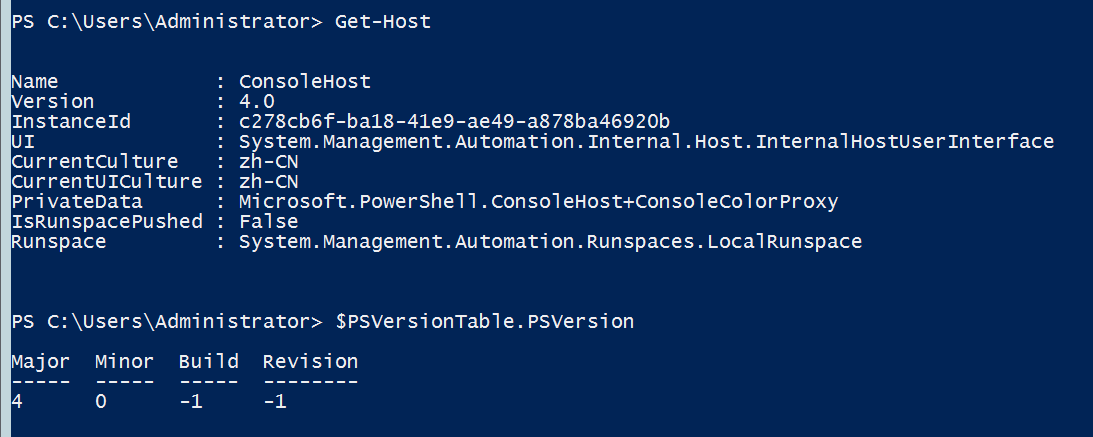 PS C:\Users\Administrator> Get-Host
Name : ConsoleHost
Version : 4.0
InstanceId : c278cb6f-ba18-41e9-ae49-a878ba46920b
UI : System.Management.Automation.Internal.Host.InternalHostUserInterface
CurrentCulture : zh-CN
CurrentUICulture : zh-CN
PrivateData : Microsoft.PowerShell.ConsoleHost+ConsoleColorProxy
IsRunspacePushed : False
Runspace : System.Management.Automation.Runspaces.LocalRunspace
PS C:\Users\Administrator> $PSVersionTable.PSVersion
Major Minor Build Revision
----- ----- ----- --------
4 0 -1 -1